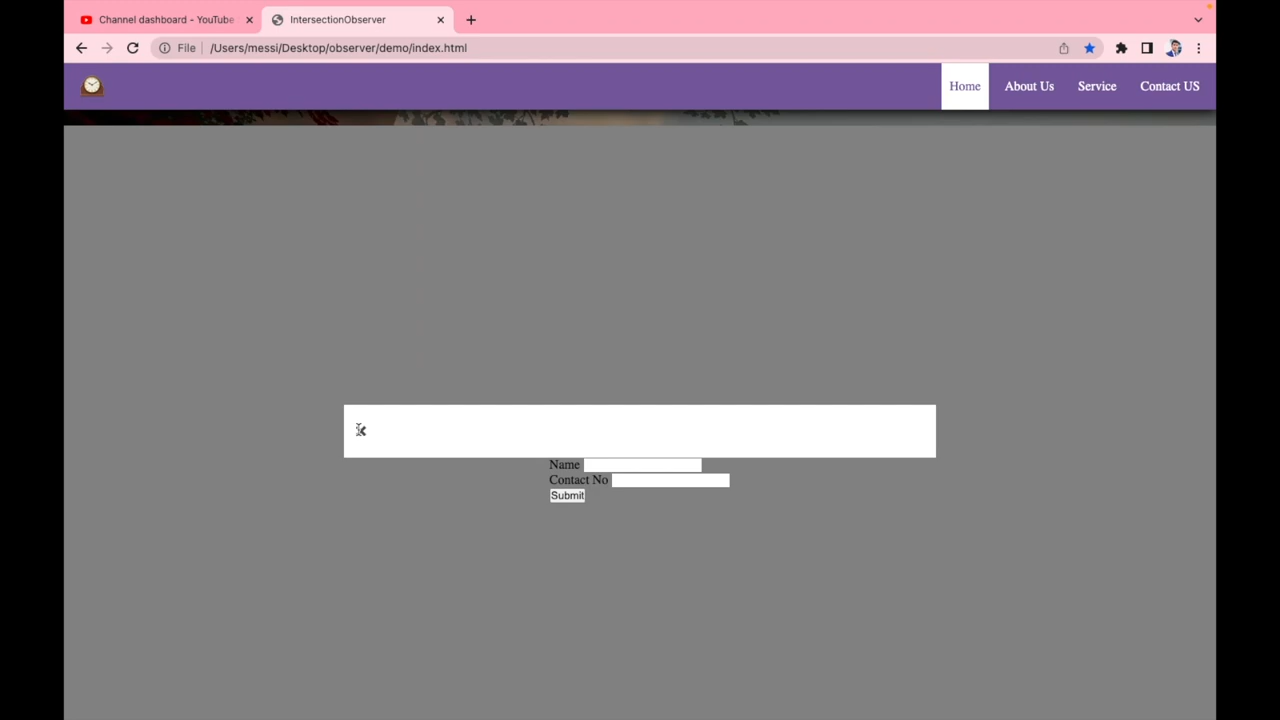 Channel dashboard - YouTube
IntersectionObserver
File
/Users/messi/Desktop/observer/demo/index.html
Home
About Us
Service
Contact US
Name
Contact No
Submit